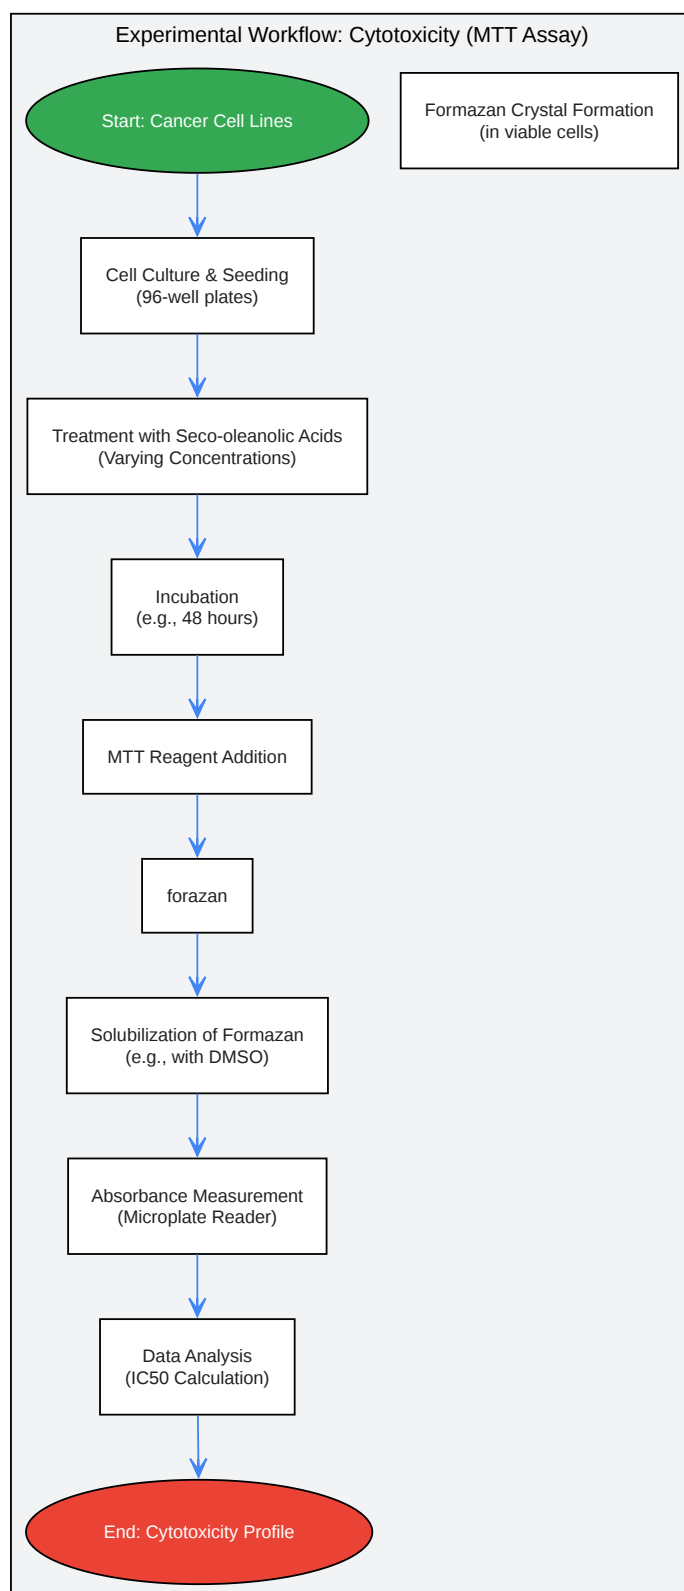 Experimental Workflow: Cytotoxicity (MTT Assay)
Start: Cancer Cell Lines
Formazan Crystal Formation
(in viable cells)
Cell Culture & Seeding
(96-well plates)
Treatment with Seco-oleanolic Acids
(Varying Concentrations)
Incubation
(e.g., 48 hours)
MTT Reagent Addition
forazan
Solubilization of Formazan
(e.g., with DMSO)
Absorbance Measurement
(Microplate Reader)
Data Analysis
(IC50 Calculation)
End: Cytotoxicity Profile